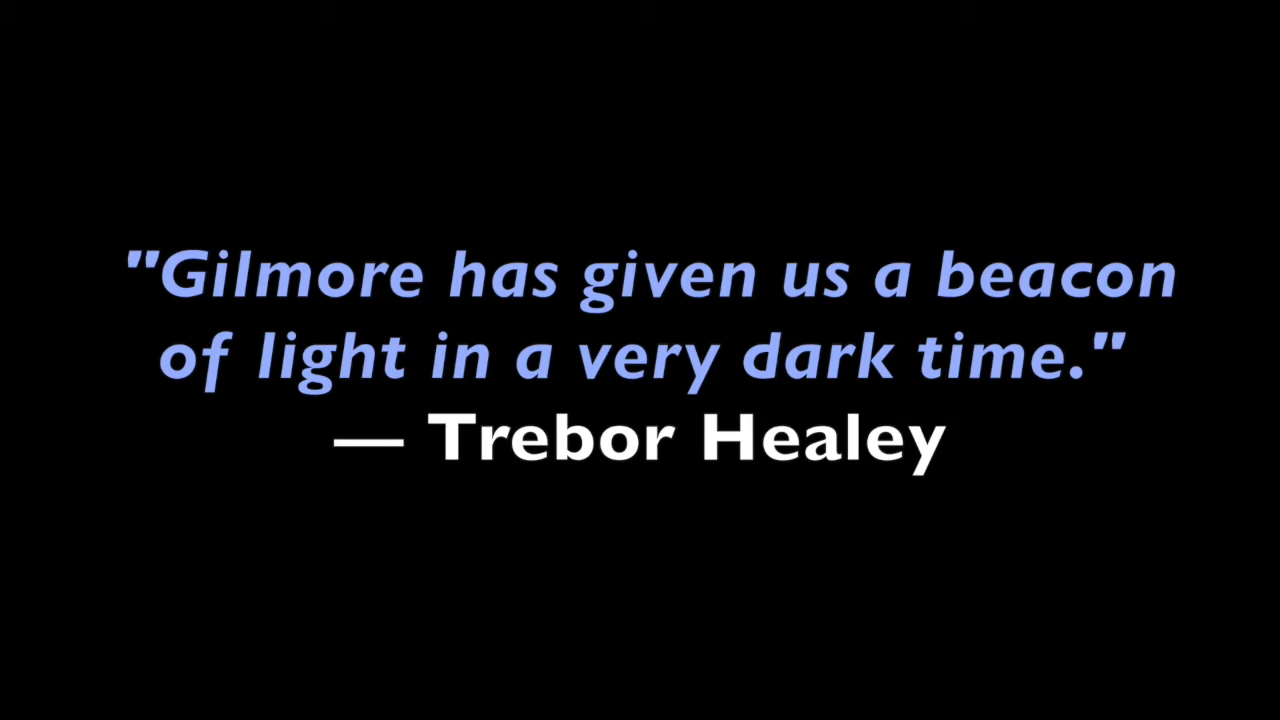 "Gilmore has given us a beacon
of light in a very dark time."
— Trebor Healey